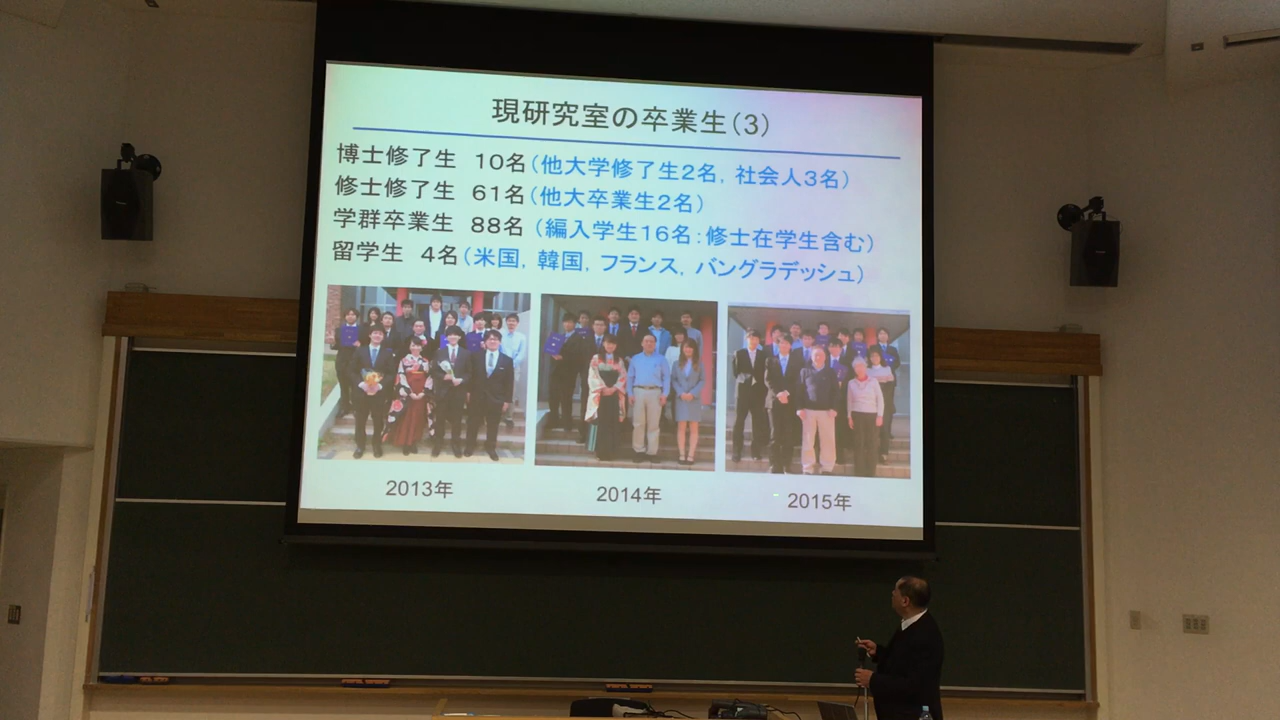 現研究室の卒業生(3)
博士修了生 10名(他大学修了生2名, 社会人3名)
修士修了生 61名(他大卒業生2名)
学群卒業生 88名 (編入学生16名:修士在学生含む)
留学生 4名(米国, 韓国, フランス, バングラデッシュ)
2013年
2014年
2015年